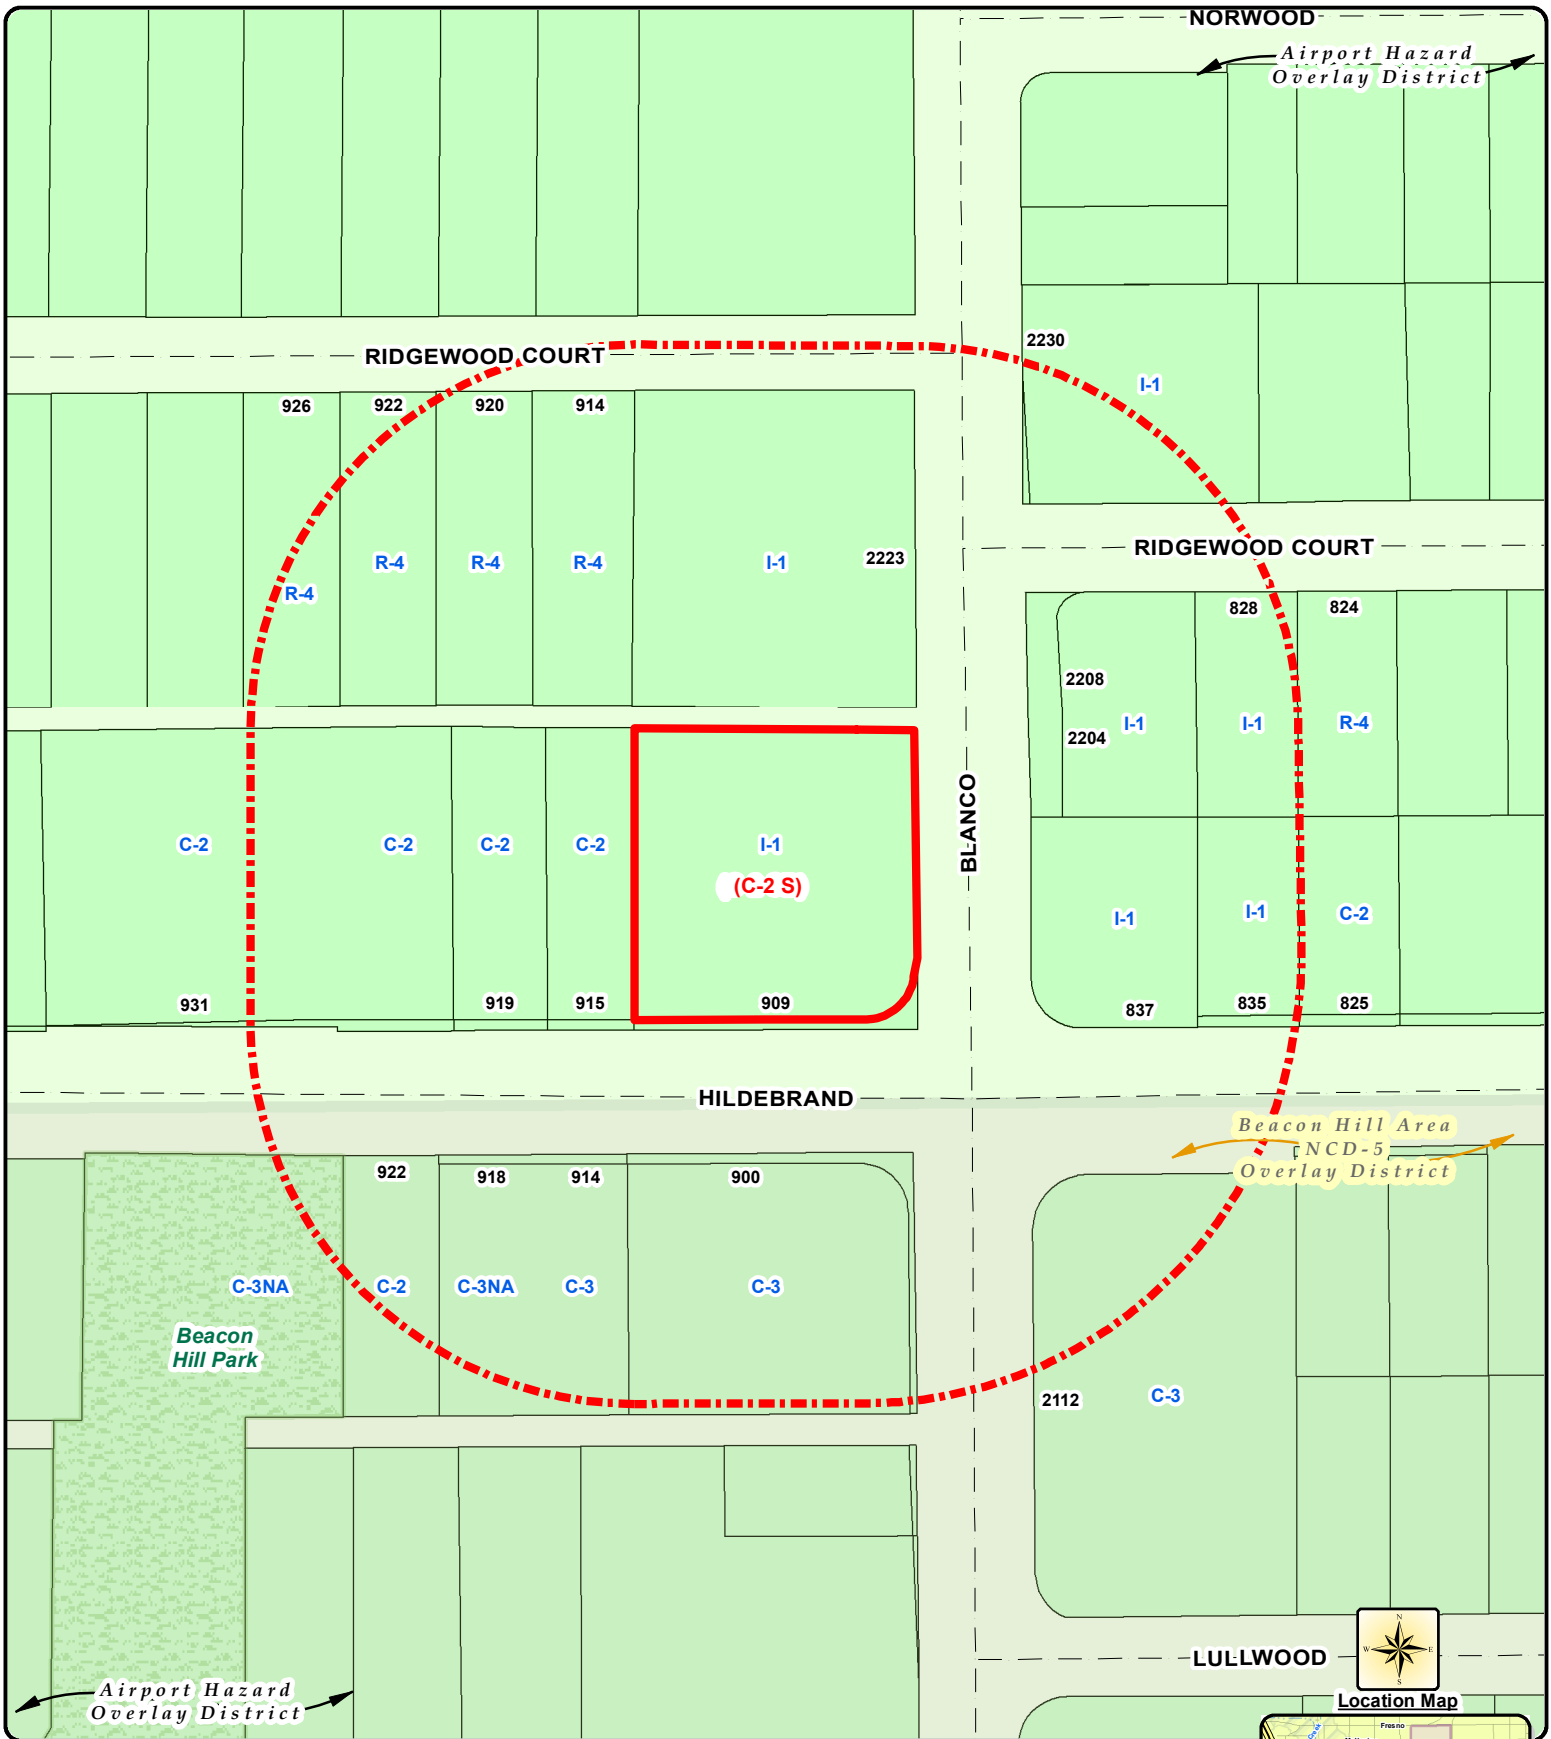 NORWOOD
Airport Hazard
Overlay District
2230
RIDGEWOOD COURT
I-1
926
922
920
914
RIDGEWOOD COURT
2223
R-4
R-4
R-4
I-1
R-4
828
824
2208
I-1
I-1
R-4
2204
BLANCO
C-2
C-2
C-2
C-2
I-1
(C-2 S)
I-1
I-1
C-2
931
919
915
909
837
835
825
HILDEBRAND
Beacon Hill Area
NCD-5
Overlay District
922
918
914
900
C-3NA
C-2
C-3NA
C-3
C-3
Beacon
Hill Park
2112
C-3
LULLWOOD
N
W
E
S
Airport Hazard
Overlay District
Location Map
Fresno
Creek